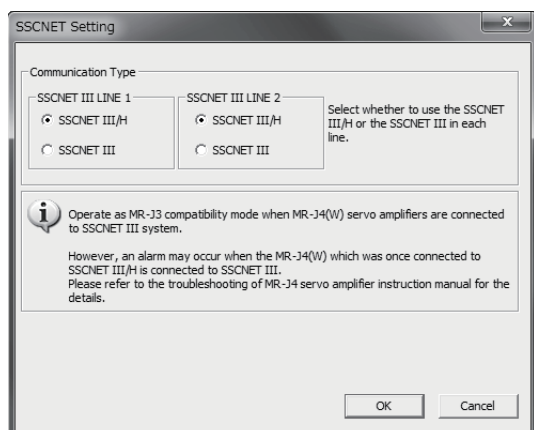 SSCNET Setting
Communication Type
SSCNET III LINE 1
SSCNET III/H
SSCNET III
SSCNET III LINE 2
SSCNET III/H
SSCNET III
Select whether to use the SSCNET
III/H or the SSCNET III in each
line.
Operate as MR-J3 compatibility mode when MR-J4(W) servo amplifiers are connected
to SSCNET III system.
However, an alarm may occur when the MR-J4(W) which was once connected to
SSCNET III/H is connected to SSCNET III.
Please refer to the troubleshooting of MR-J4 servo amplifier instruction manual for the
details.
OK
Cancel